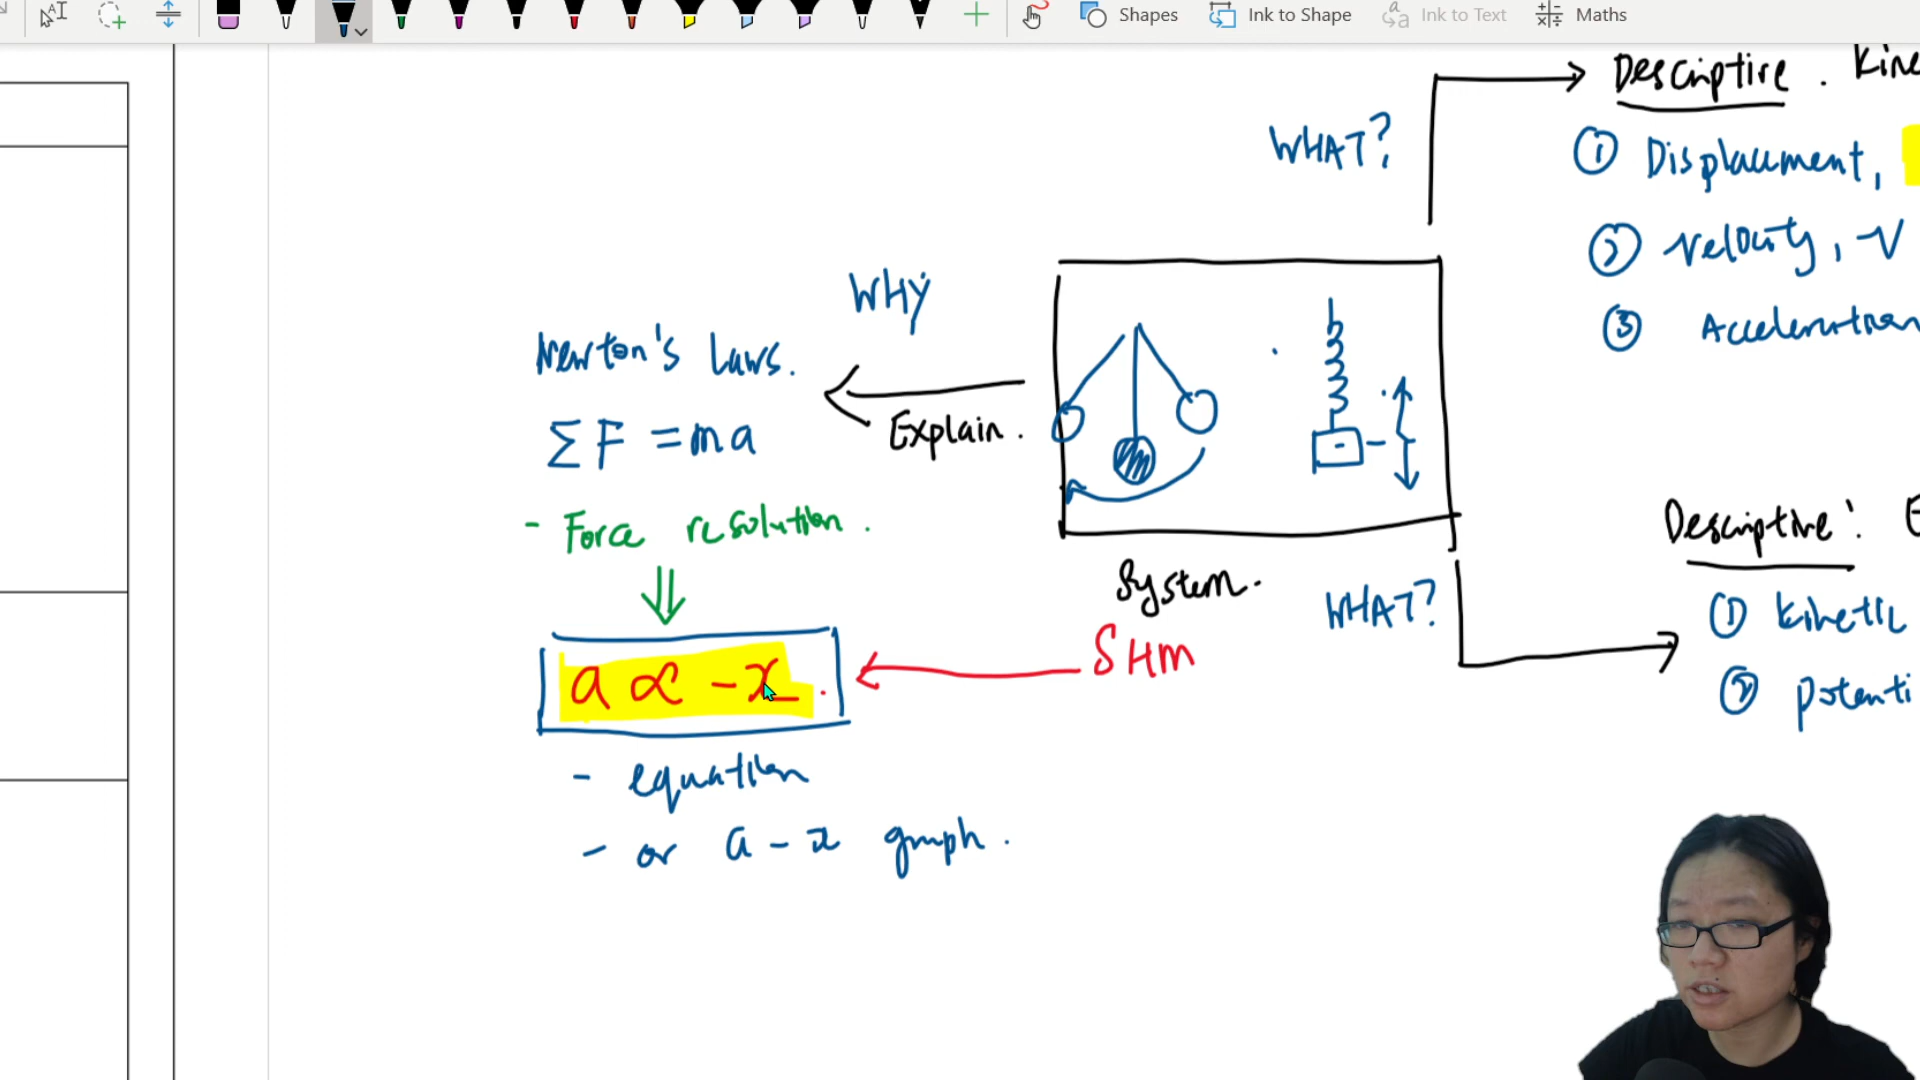 Shapes
Ink to Shape
Ink to Text
Maths
WHAT?
Descriptive .
① Displacement,
② Velocity, v
③ Acceleration
WHY
Newton's Laws.
Explain.
ΣF = ma
- Force resolution.
System.
a ∝ -x.
SHM
- equation
- or a - x graph.
WHAT?
Descriptive:
① kinetic
② potenti